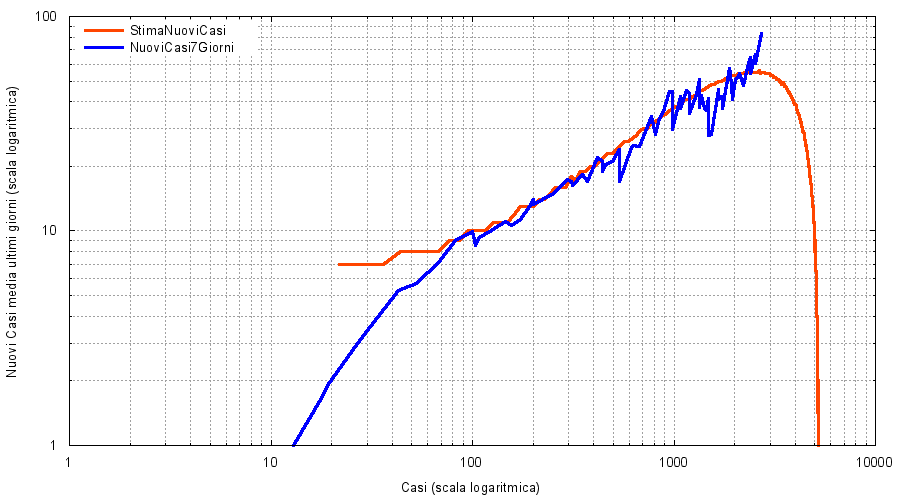 100
StimaNuoviCasi
NuoviCasi7Giorni
Nuovi Casi media ultimi giorni (scala logaritmica)
10
1
1
10
100
1000
10000
Casi (scala logaritmica)